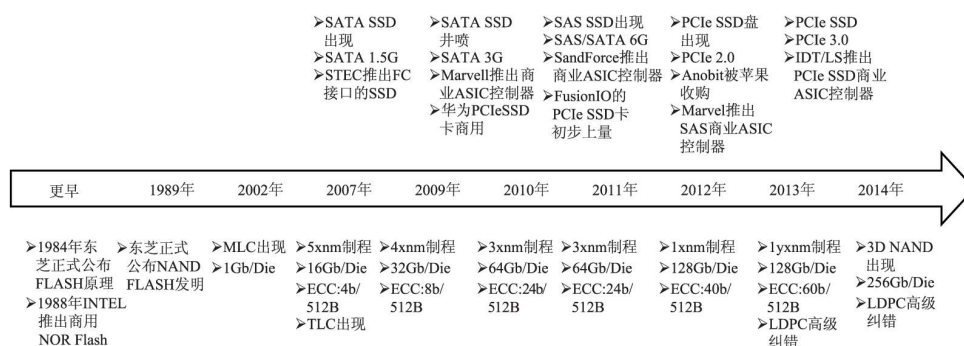 ➢SATA SSD
出现
➢SATA 1.5G
➢STEC推出FC
接口的SSD
➢SATA SSD
井喷
➢SATA 3G
➢Marvell推出商
业ASIC控制器
➢华为PCIeSSD
卡商用
➢SAS SSD出现
➢SAS/SATA 6G
➢SandForce推出
商业ASIC控制器
➢FusionIO的
PCIe SSD卡
初步上量
➢PCIe SSD盘
出现
➢PCIe 2.0
➢Anobit被苹果
收购
➢Marvel推出
SAS商业ASIC
控制器
➢PCIe SSD
➢PCIe 3.0
➢IDT/LS推出
PCIe SSD商业
ASIC控制器
更早 1989年 2002年 2007年 2009年 2010年 2011年 2012年 2013年 2014年
➢1984年东
芝正式公布
FLASH原理
➢1988年INTEL
推出商用
NOR Flash
➢东芝正式
公布NAND
FLASH发明
➢MLC出现
➢1Gb/Die
➢5xnm制程
➢16Gb/Die
➢ECC:4b/
512B
➢TLC出现
➢4xnm制程
➢32Gb/Die
➢ECC:8b/
512B
➢3xnm制程
➢64Gb/Die
➢ECC:24b/
512B
➢3xnm制程
➢64Gb/Die
➢ECC:24b/
512B
➢1xnm制程
➢128Gb/Die
➢ECC:40b/
512B
➢1yxnm制程
➢128Gb/Die
➢ECC:60b/
512B
➢LDPC高级
纠错
➢3D NAND
出现
➢256Gb/Die
➢LDPC高级
纠错